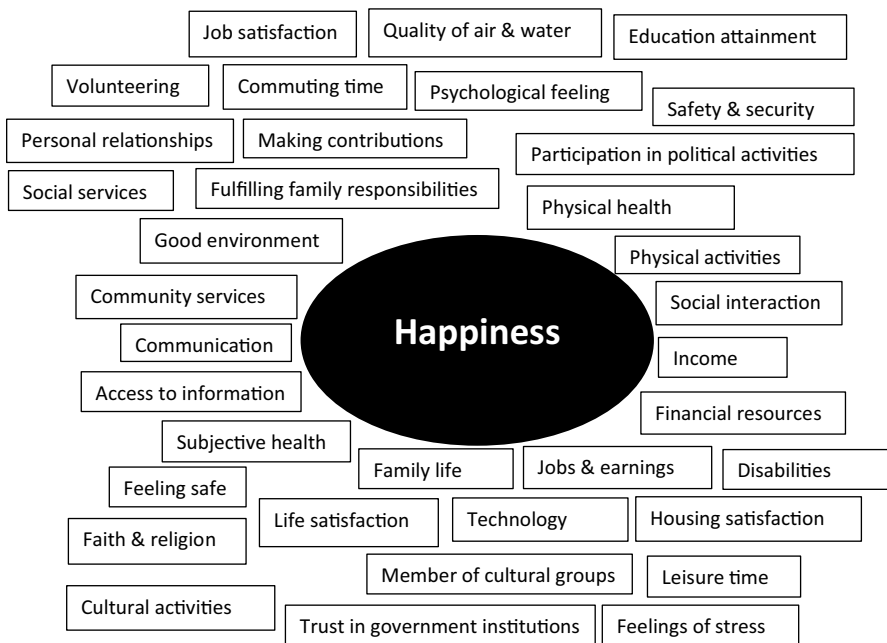 Job satisfaction
Quality of air & water
Education attainment
Volunteering
Commuting time
Psychological feeling
Safety & security
Personal relationships
Making contributions
Participation in political activities
Social services
Fulfilling family responsibilities
Physical health
Good environment
Physical activities
Community services
Social interaction
Happiness
Communication
Income
Access to information
Financial resources
Subjective health
Family life
Jobs & earnings
Disabilities
Feeling safe
Life satisfaction
Technology
Housing satisfaction
Faith & religion
Member of cultural groups
Leisure time
Cultural activities
Trust in government institutions
Feelings of stress